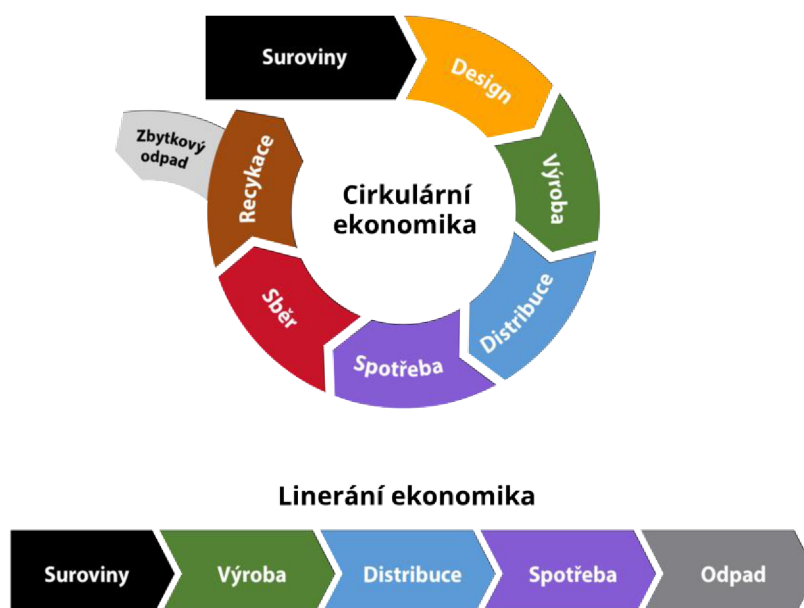 Suroviny
Design
Výroba
Distribuce
Spotřeba
Sběr
Recykace
Zbytkový
odpad
Cirkulární
ekonomika
Linerání ekonomika
Suroviny
Výroba
Distribuce
Spotřeba
Odpad